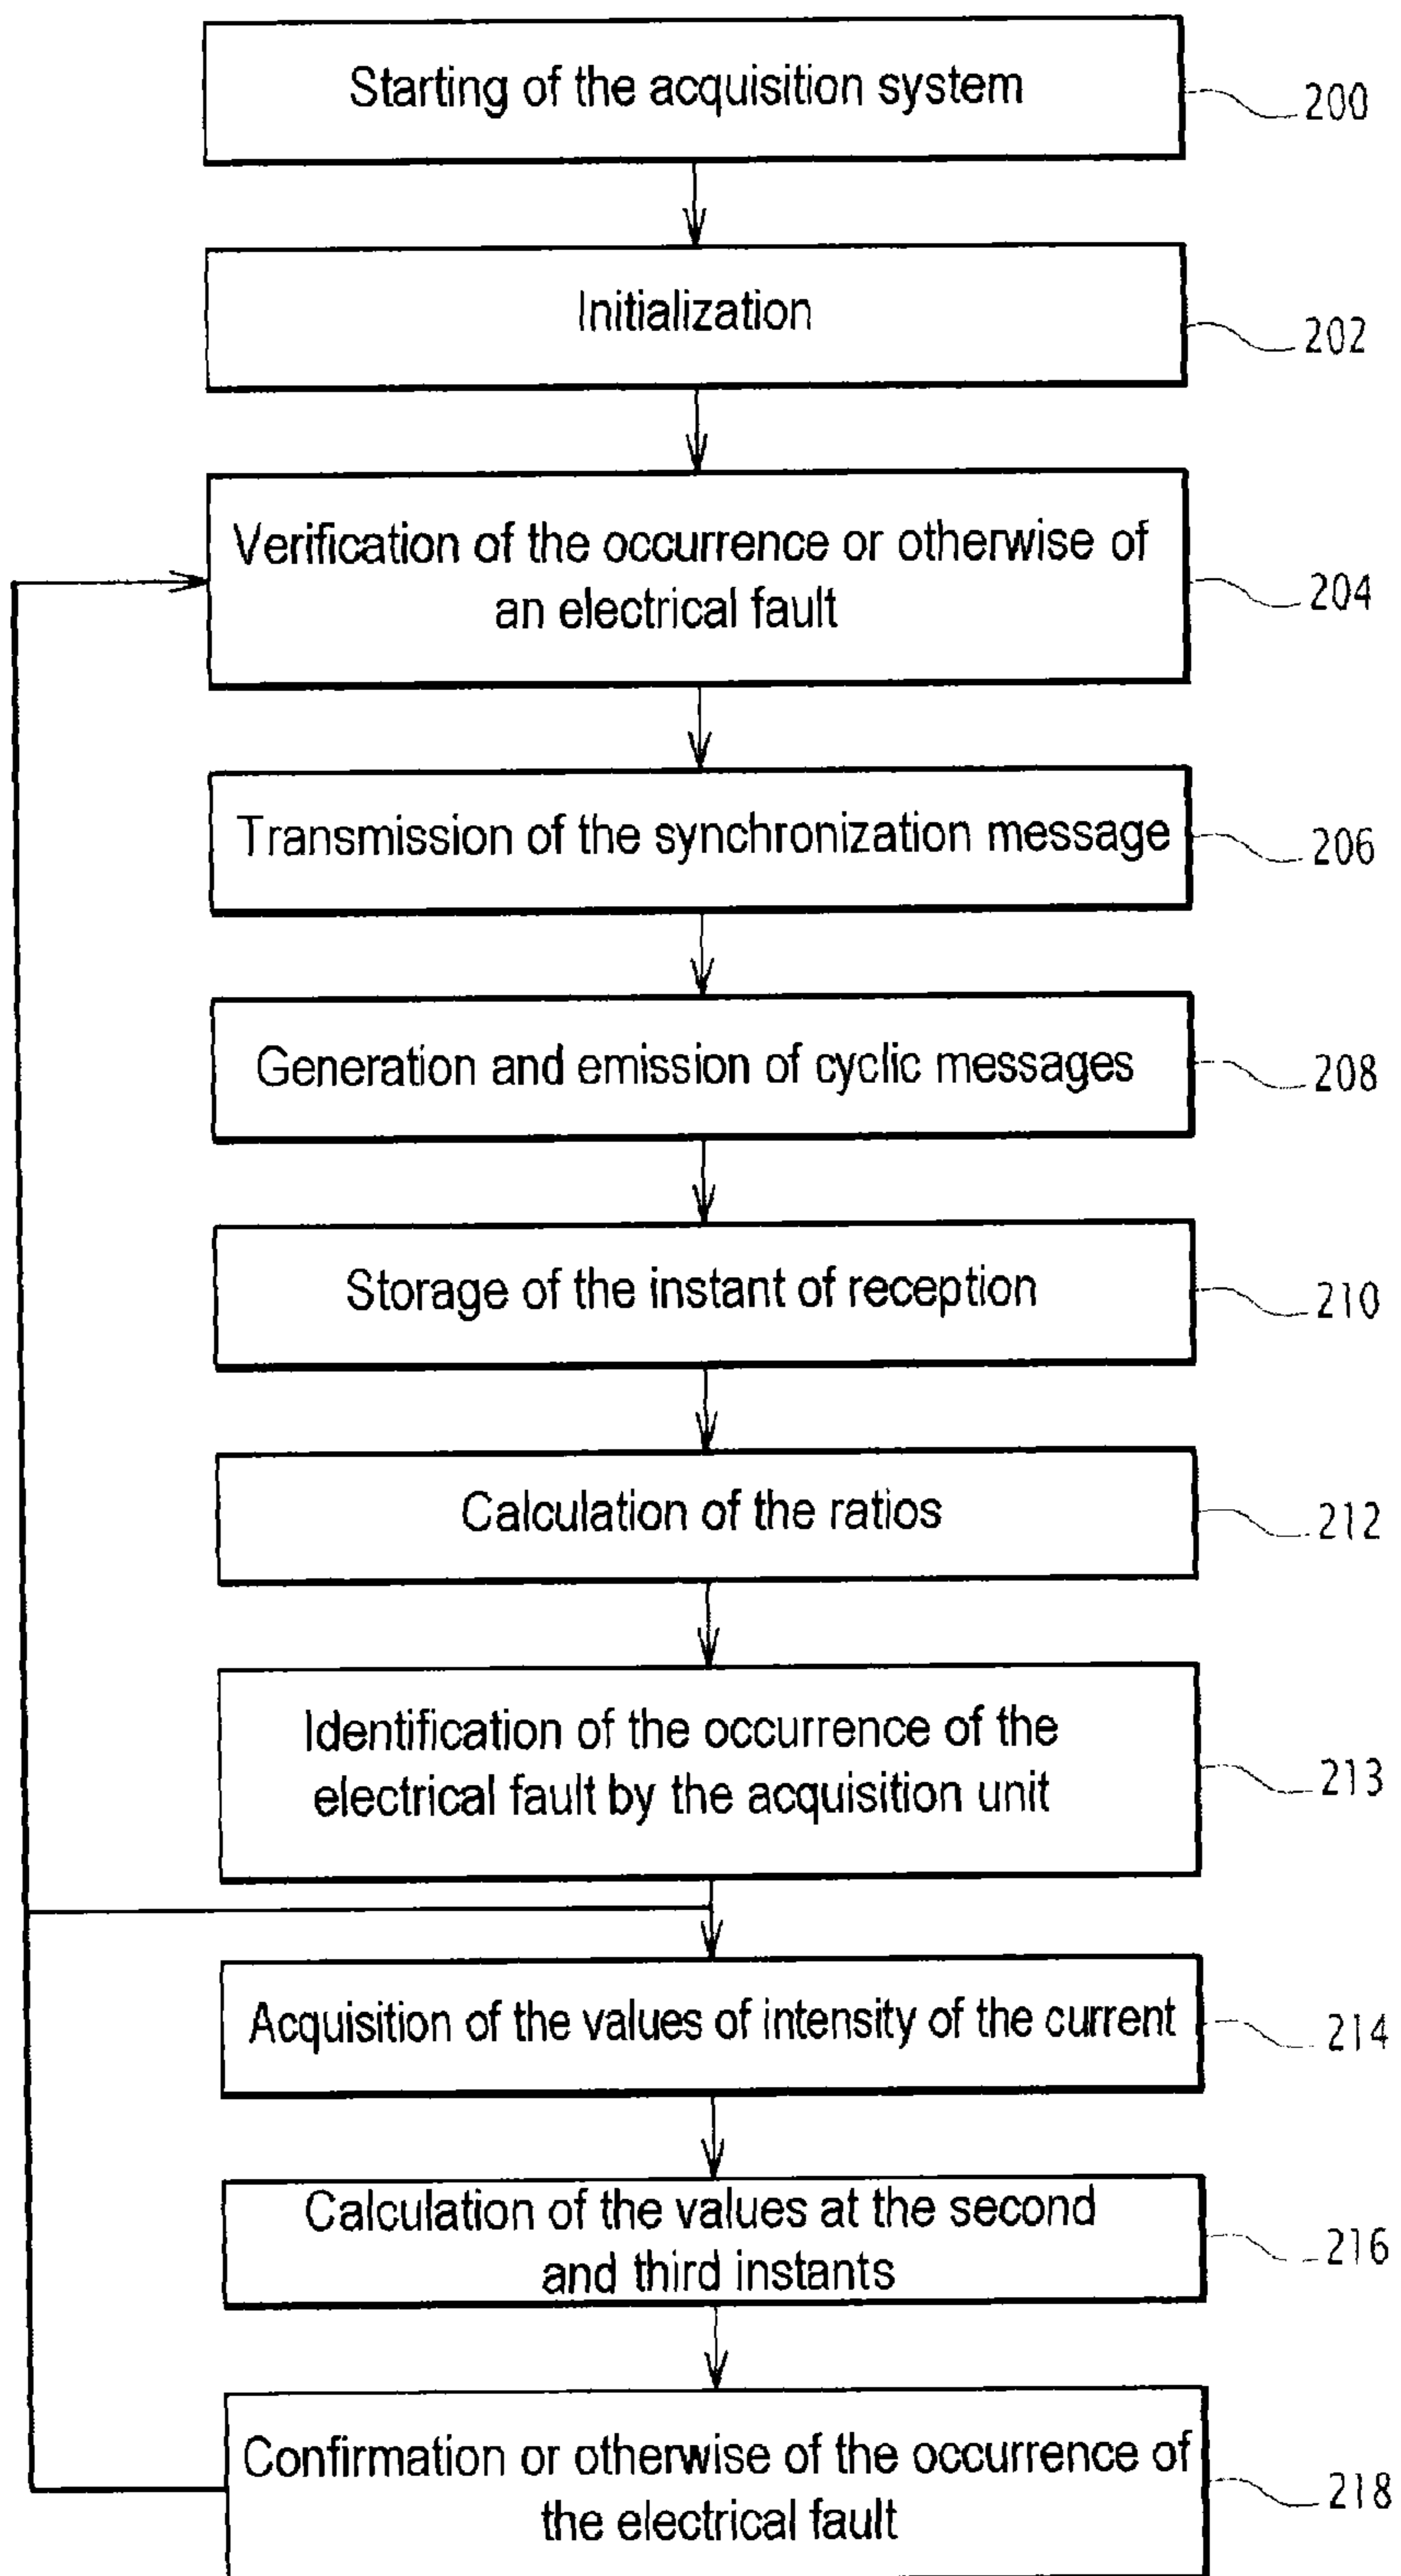 Starting of the acquisition system
200
Initialization
202
Verification of the occurrence or otherwise of
an electrical fault
204
Transmission of the synchronization message
206
Generation and emission of cyclic messages
208
Storage of the instant of reception
210
Calculation of the ratios
212
Identification of the occurrence of the
electrical fault by the acquisition unit
213
Acquisition of the values of intensity of the current
214
Calculation of the values at the second
and third instants
216
Confirmation or otherwise of the occurrence of
the electrical fault
218